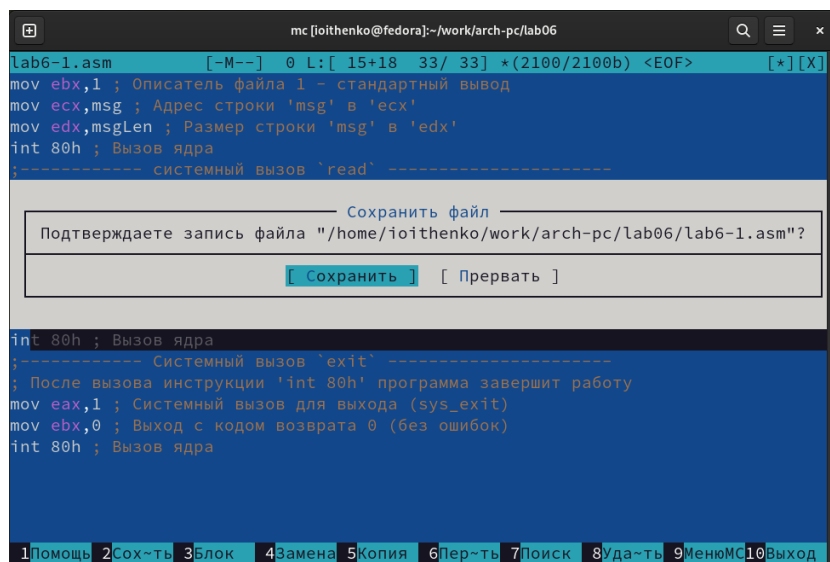 mc [ioithenko@fedora]:~/work/arch-pc/lab06
lab6-1.asm [-M--] 0 L:[ 15+18 33/ 33] *(2100/2100b) <EOF> [*][X]
mov ebx,1 ; Описатель файла 1 - стандартный вывод
mov ecx,msg ; Адрес строки 'msg' в 'ecx'
mov edx,msgLen ; Размер строки 'msg' в 'edx'
int 80h ; Вызов ядра
;------------ системный вызов `read` ----------------------
Сохранить файл
Подтверждаете запись файла "/home/ioithenko/work/arch-pc/lab06/lab6-1.asm"?
[ Сохранить ] [ Прервать ]
int 80h ; Вызов ядра
;------------ Системный вызов `exit` ----------------------
; После вызова инструкции 'int 80h' программа завершит работу
mov eax,1 ; Системный вызов для выхода (sys_exit)
mov ebx,0 ; Выход с кодом возврата 0 (без ошибок)
int 80h ; Вызов ядра
1Помощь 2Сох~ть 3Блок 4Замена 5Копия 6Пер~ть 7Поиск 8Уда~ть 9МенюMC10Выход